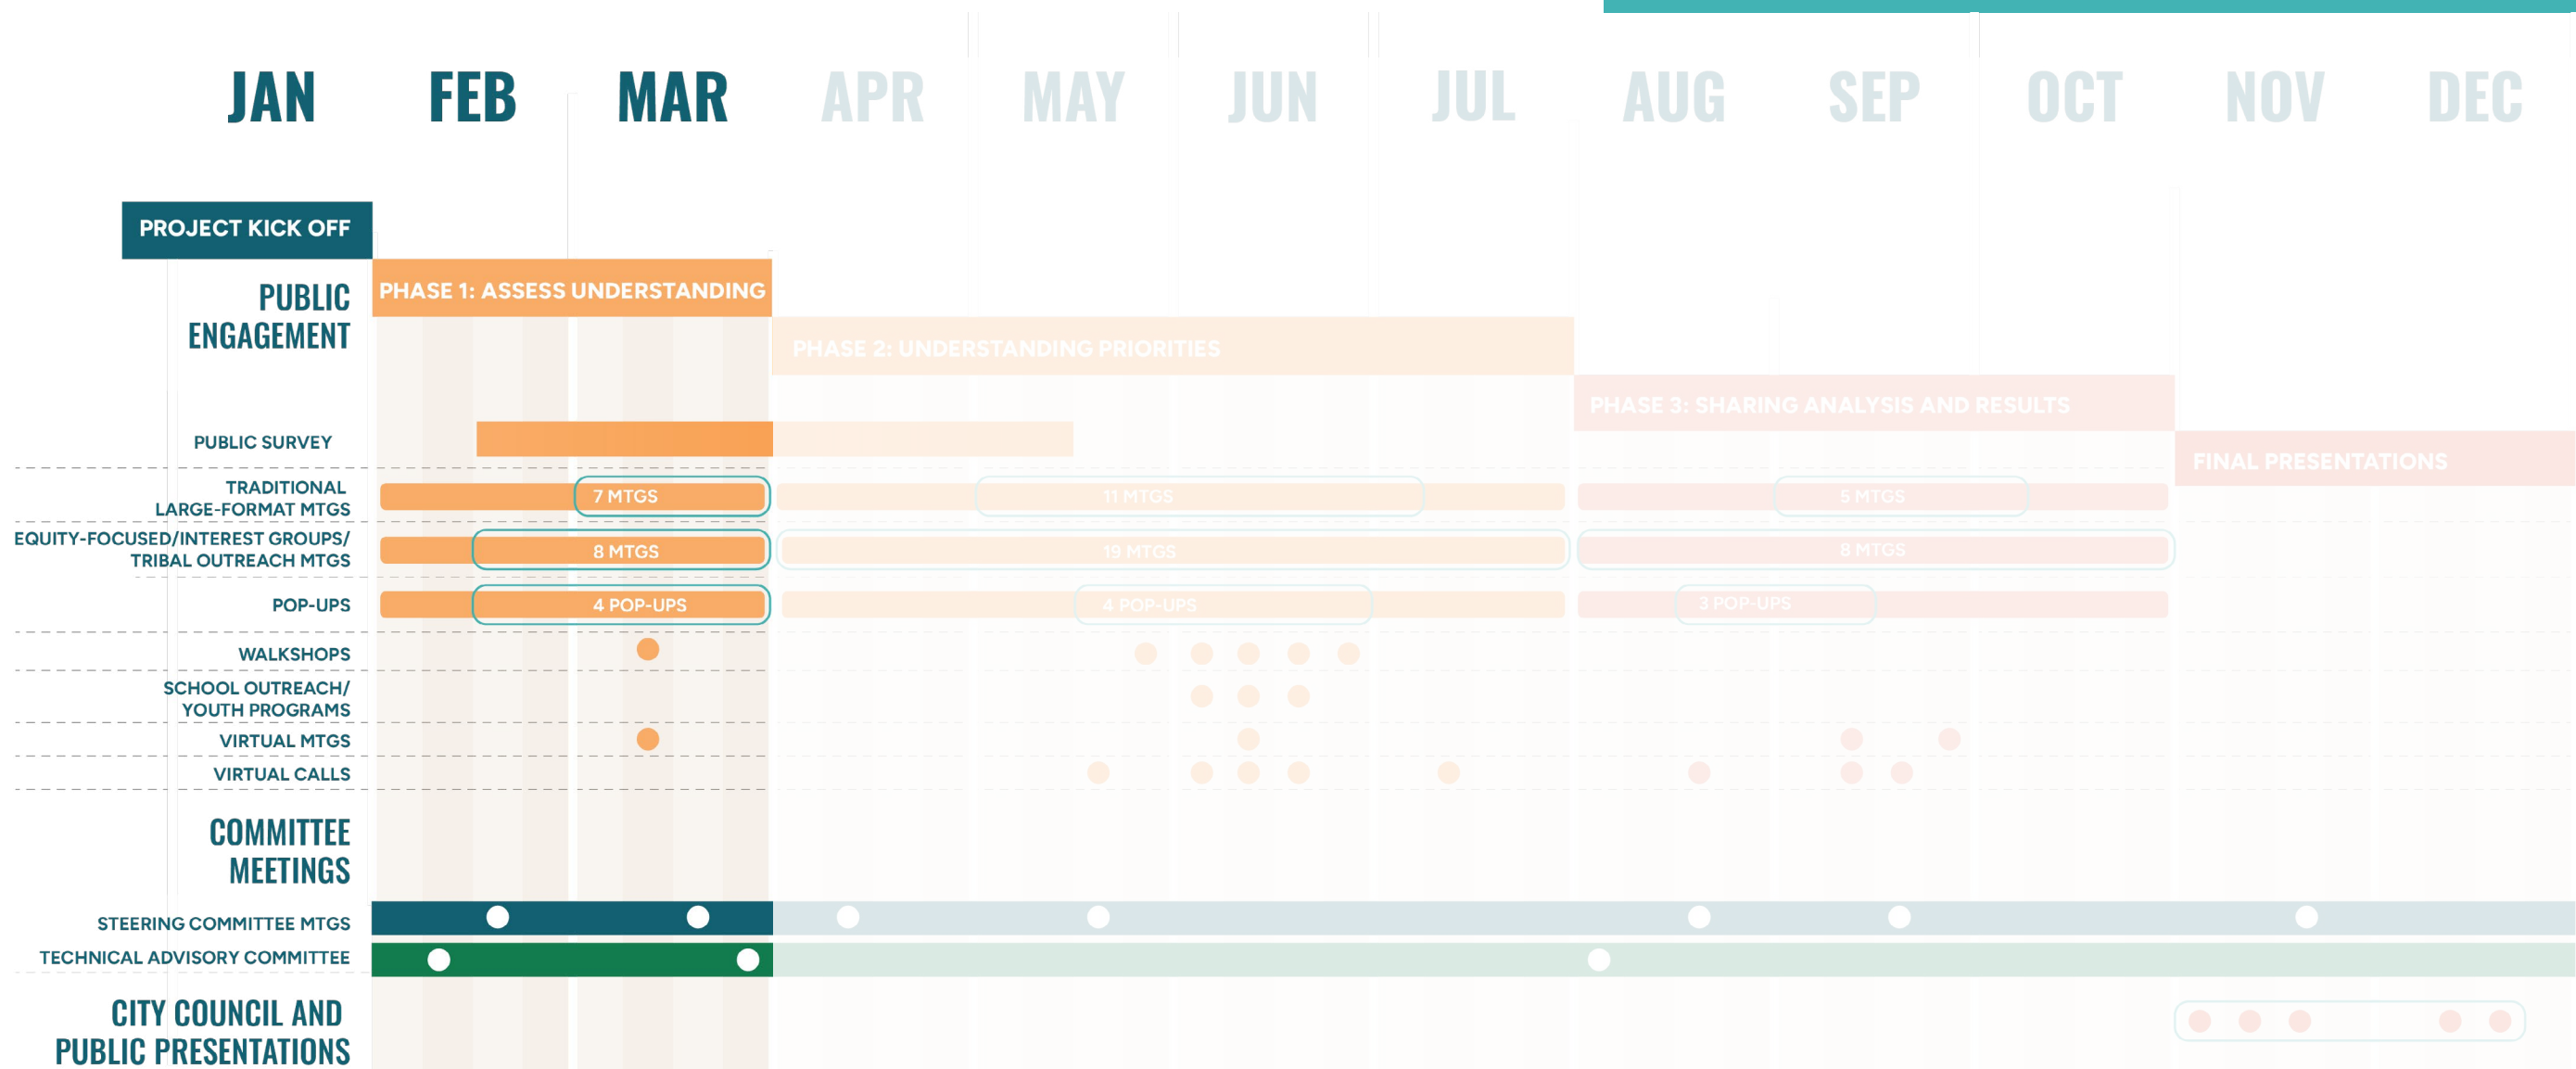 JAN FEB MAR APR MAY JUN JUL AUG SEP OCT NOV DEC
PROJECT KICK OFF
PUBLIC
ENGAGEMENT
PHASE 1: ASSESS UNDERSTANDING
PHASE 2: UNDERSTANDING PRIORITIES
PHASE 3: SHARING ANALYSIS AND RESULTS
FINAL PRESENTATIONS
PUBLIC SURVEY
TRADITIONAL
LARGE-FORMAT MTGS
7 MTGS 11 MTGS 5 MTGS
EQUITY-FOCUSED/INTEREST GROUPS/
TRIBAL OUTREACH MTGS
8 MTGS 19 MTGS 8 MTGS
POP-UPS 4 POP-UPS 4 POP-UPS 3 POP-UPS
WALKSHOPS
SCHOOL OUTREACH/
YOUTH PROGRAMS
VIRTUAL MTGS
VIRTUAL CALLS
COMMITTEE
MEETINGS
STEERING COMMITTEE MTGS
TECHNICAL ADVISORY COMMITTEE
CITY COUNCIL AND
PUBLIC PRESENTATIONS